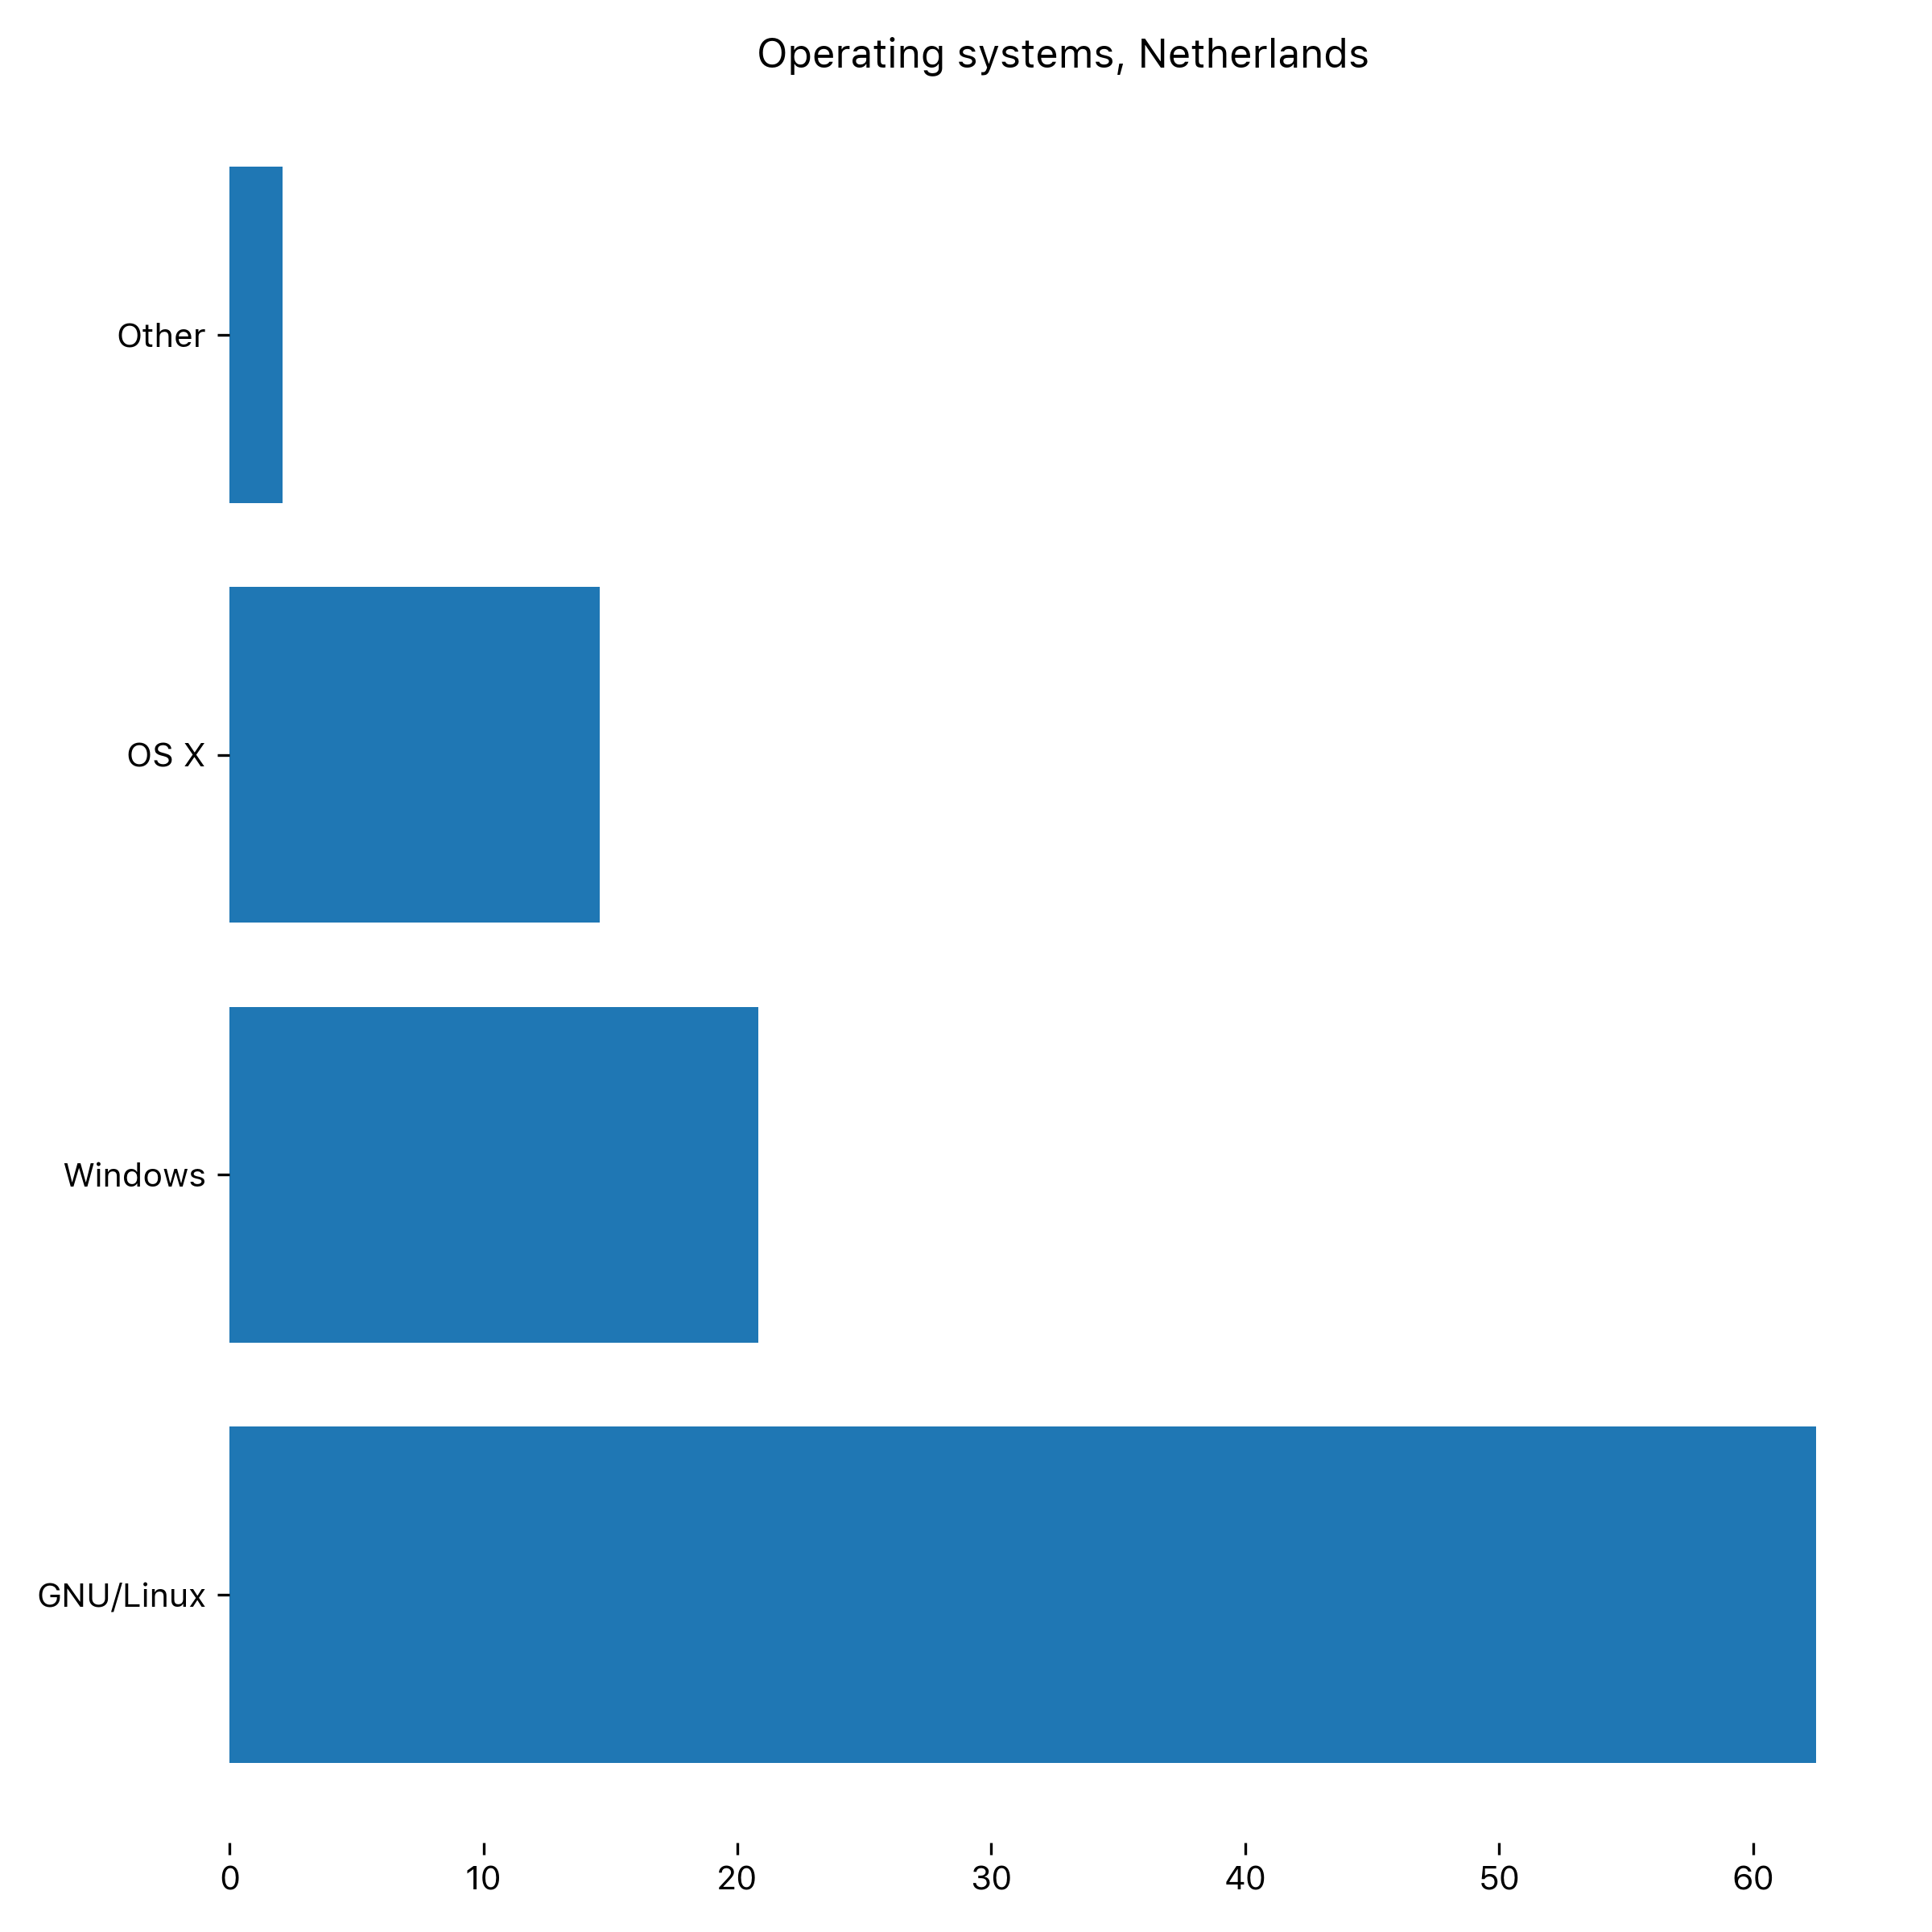 Operating systems, Netherlands
Other
OS X
Windows
GNU/Linux
0 10 20 30 40 50 60